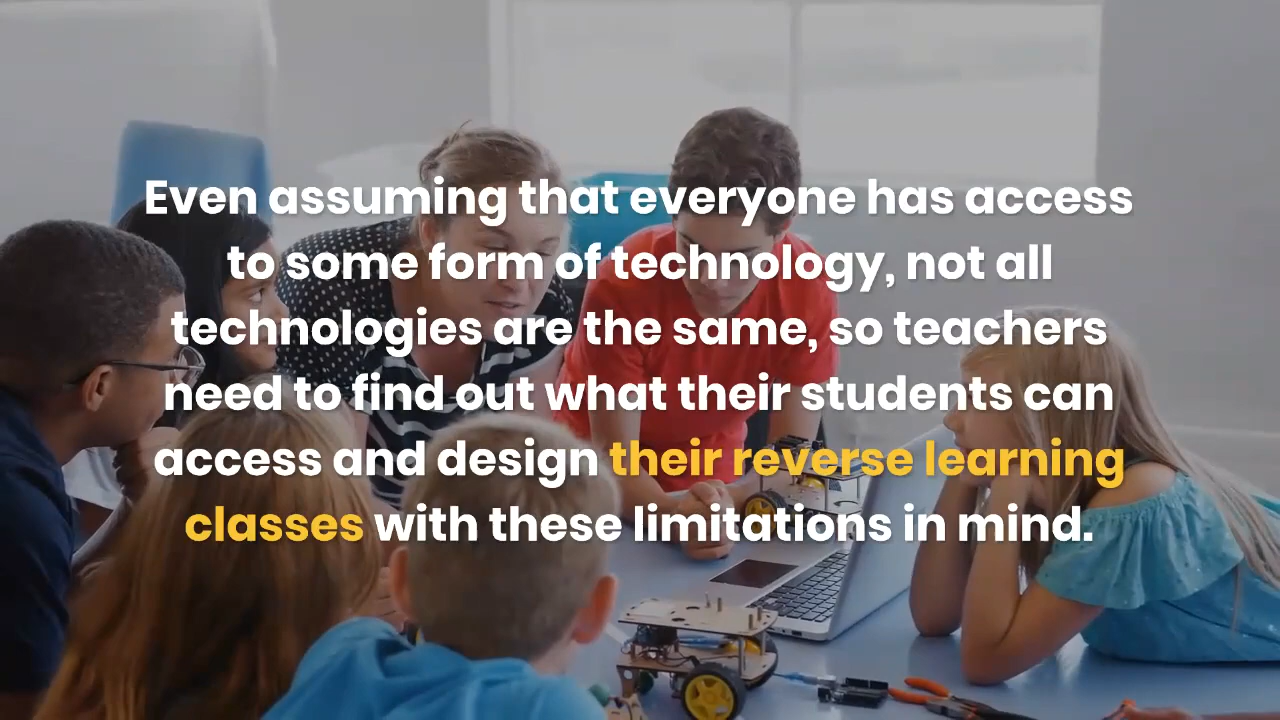 Even assuming that everyone has access
to some form of technology, not all
technologies are the same, so teachers
need to find out what their students can
access and design their reverse learning
classes with these limitations in mind.